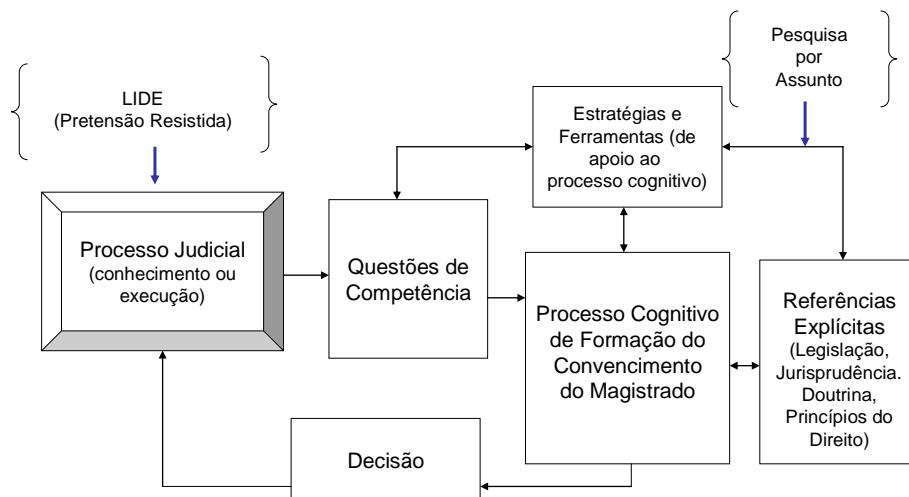 LIDE
(Pretensão Resistida)
Pesquisa
por
Assunto
Estratégias e
Ferramentas (de
apoio ao
processo cognitivo)
Processo Judicial
(conhecimento ou
execução)
Questões de
Competência
Processo Cognitivo
de Formação do
Convencimento
do Magistrado
Referências
Explícitas
(Legislação,
Jurisprudência.
Doutrina,
Princípios do
Direito)
Decisão